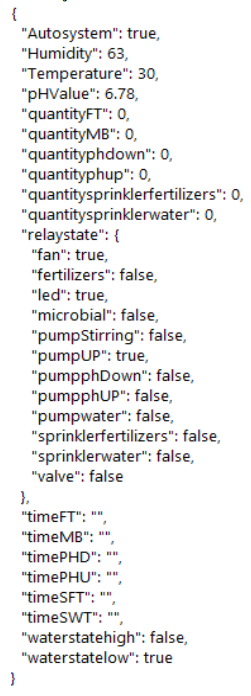 {
"Autosystem": true,
"Humidity": 63,
"Temperature": 30,
"pHValue": 6.78,
"quantityFT": 0,
"quantityMB": 0,
"quantityphdown": 0,
"quantityphup": 0,
"quantitysprinklerfertilizers": 0,
"quantitysprinklerwater": 0,
"relaystate": {
"fan": true,
"fertilizers": false,
"led": true,
"microbial": false,
"pumpStirring": false,
"pumpUP": true,
"pumpphDown": false,
"pumpphUP": false,
"pumpwater": false,
"sprinklerfertilizers": false,
"sprinklerwater": false,
"valve": false
},
"timeFT": "",
"timeMB": "",
"timePHD": "",
"timePHU": "",
"timeSFT": "",
"timeSWT": "",
"waterstatehigh": false,
"waterstatelow": true
}